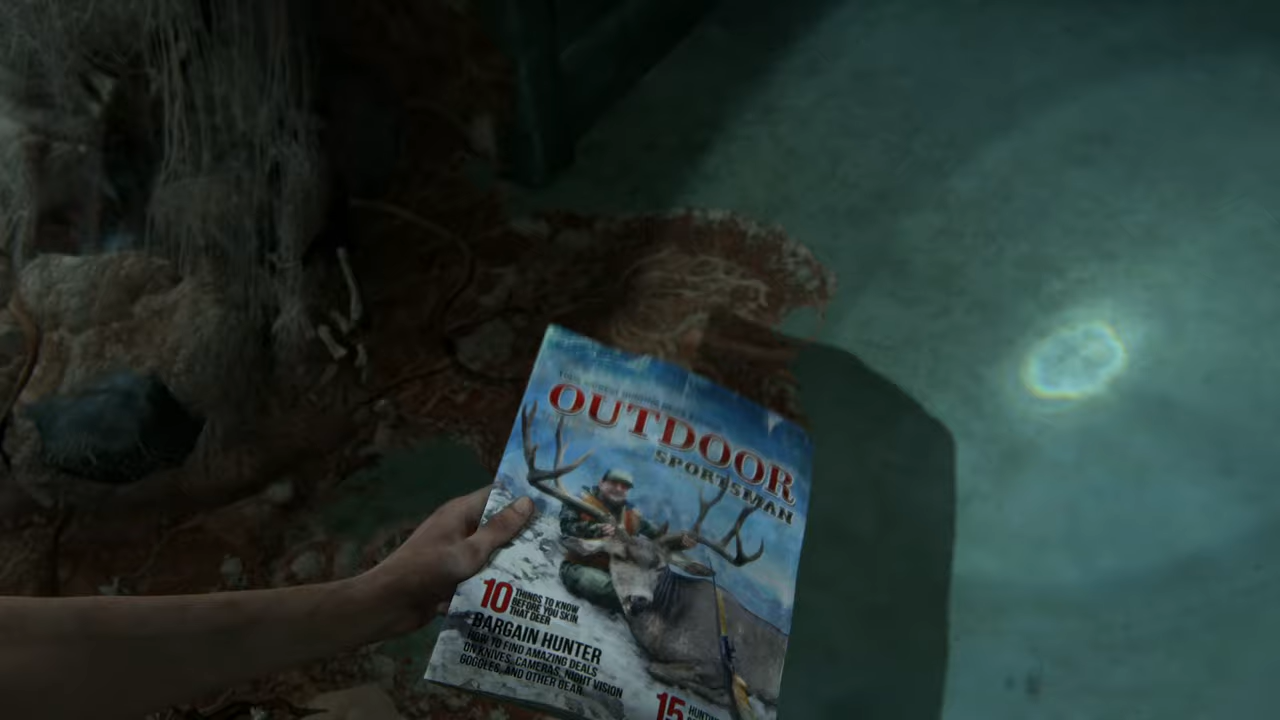 OUTDOOR
SPORTSMAN
10 THINGS TO KNOW
BEFORE YOU SKIN
THAT DEER
BARGAIN HUNTER
HOW TO FIND AMAZING DEALS
ON KNIVES, CAMERAS, NIGHT VISION
GOGGLES, AND OTHER GEAR
15